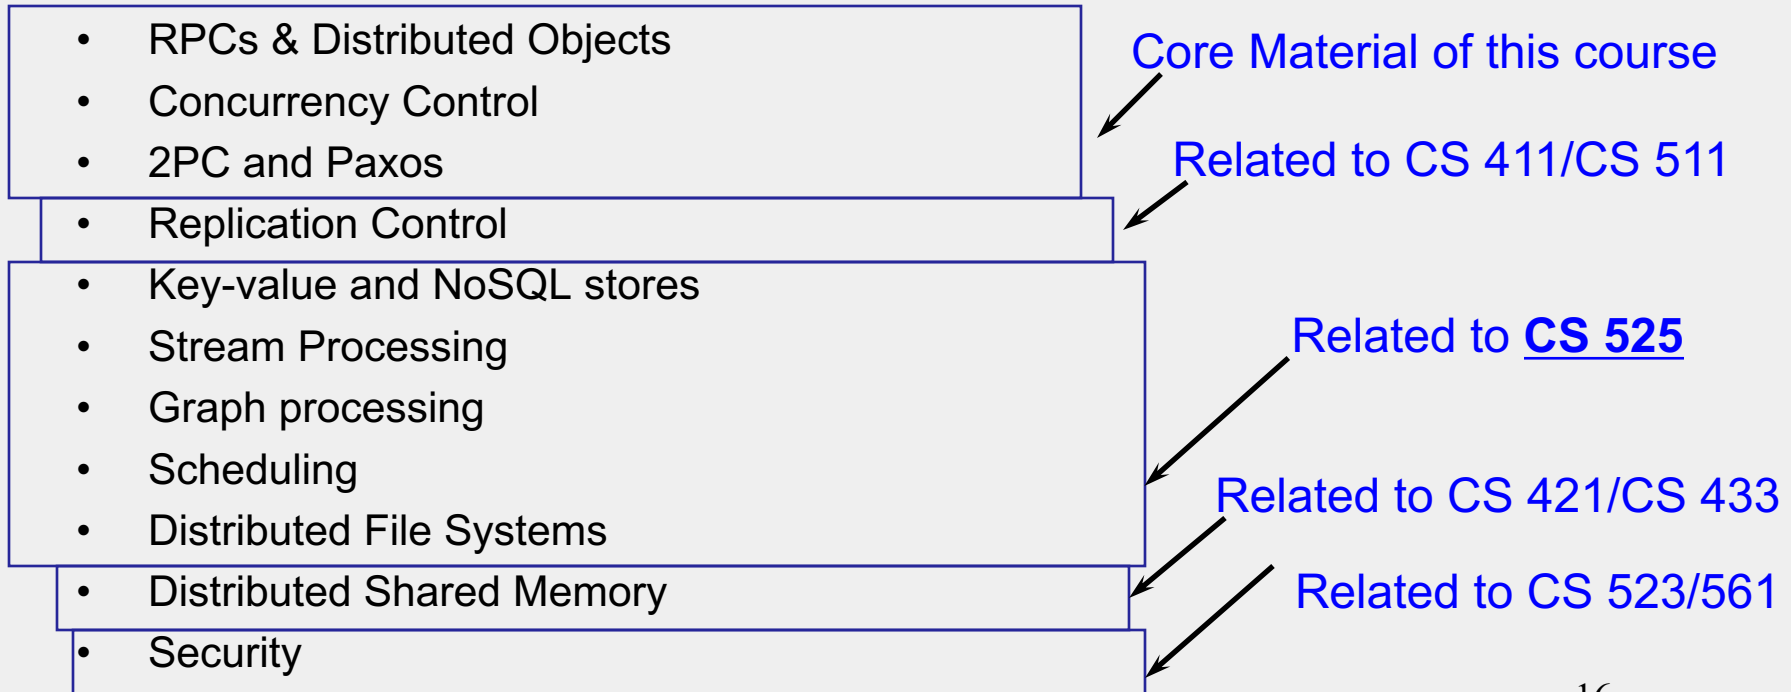 • RPCs & Distributed Objects
Core Material of this course
• Concurrency Control
• 2PC and Paxos
Related to CS 411/CS 511
• Replication Control
• Key-value and NoSQL stores
• Stream Processing
Related to CS 525
• Graph processing
• Scheduling
Related to CS 421/CS 433
• Distributed File Systems
• Distributed Shared Memory
Related to CS 523/561
• Security